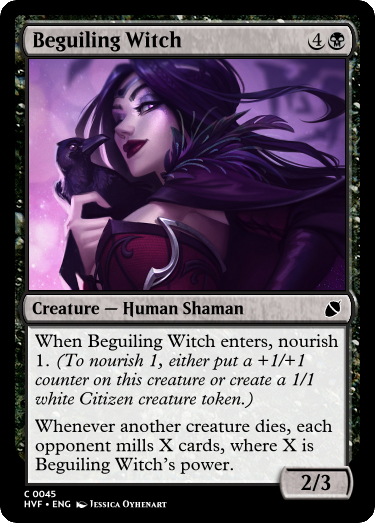 Beguiling Witch 4
Creature — Human Shaman
When Beguiling Witch enters, nourish
1. (To nourish 1, either put a +1/+1
counter on this creature or create a 1/1
white Citizen creature token.)
Whenever another creature dies, each
opponent mills X cards, where X is
Beguiling Witch's power.
2/3
C 0045
HVF • ENG Jessica Oyhenart